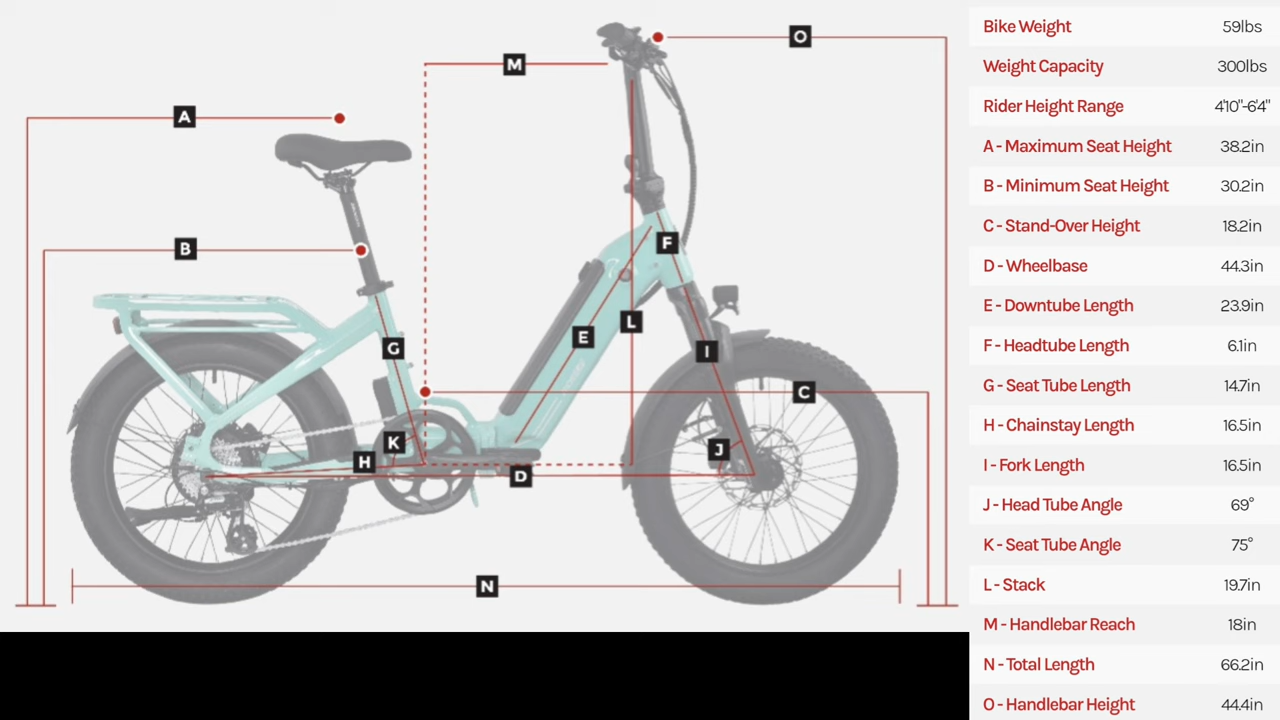 O
M
A
F
B
L
E
G
I
C
K
J
H
D
N
Bike Weight 59lbs
Weight Capacity 300lbs
Rider Height Range 4'10"-6'4"
A - Maximum Seat Height 38.2in
B - Minimum Seat Height 30.2in
C - Stand-Over Height 18.2in
D - Wheelbase 44.3in
E - Downtube Length 23.9in
F - Headtube Length 6.1in
G - Seat Tube Length 14.7in
H - Chainstay Length 16.5in
I - Fork Length 16.5in
J - Head Tube Angle 69°
K - Seat Tube Angle 75°
L - Stack 19.7in
M - Handlebar Reach 18in
N - Total Length 66.2in
O - Handlebar Height 44.4in